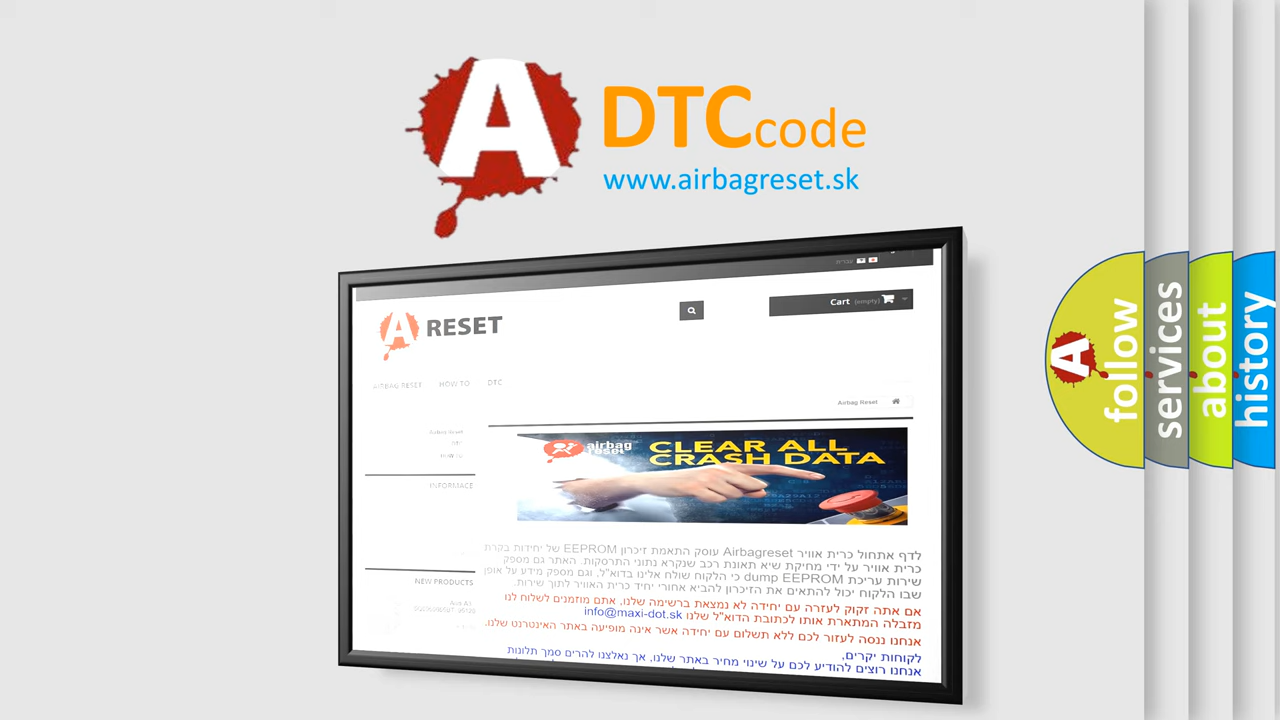 A DTCcode
www.airbagreset.sk
עברית
Cart (empty)
A RESET
AIRBAG RESET HOW TO DTC
Airbag Reset
Airbag Reset
DTC
HOW TO
INFORMACE
airbag reset
CLEAR ALL
CRASH DATA
לדף אתחול כרית אוויר Airbagreset עוסק התאמת זיכרון EEPROM של יחידות בקרת
כרית אוויר על ידי מחיקת שיא תאונת רכב שנקרא נתוני התרסקות. האתר גם מספק
שירות עריכת EEPROM dump כי הלקוח שולח אלינו בדוא"ל, וגם מספק מידע על אופן
שבו הלקוח יכול להתאים את הזיכרון להביא אחורי יחיד כרית האוויר לתוך שירות.
NEW PRODUCTS
אם אתה זקוק לעזרה עם יחידה לא נמצאת ברשימה שלנו, אתם מוזמנים לשלוח לנו
מזבלה המתארת אותו לכתובת הדוא"ל שלנו info@maxi-dot.sk
אנחנו ננסה לעזור לכם ללא תשלום עם יחידה אשר אינה מופיעה באתר האינטרנט שלנו.
לקוחות יקרים,
אנחנו רוצים להודיע לכם על שינוי מחיר באתר שלנו, אך נאלצנו להרים סמך תלונות
A follow
services
about
history